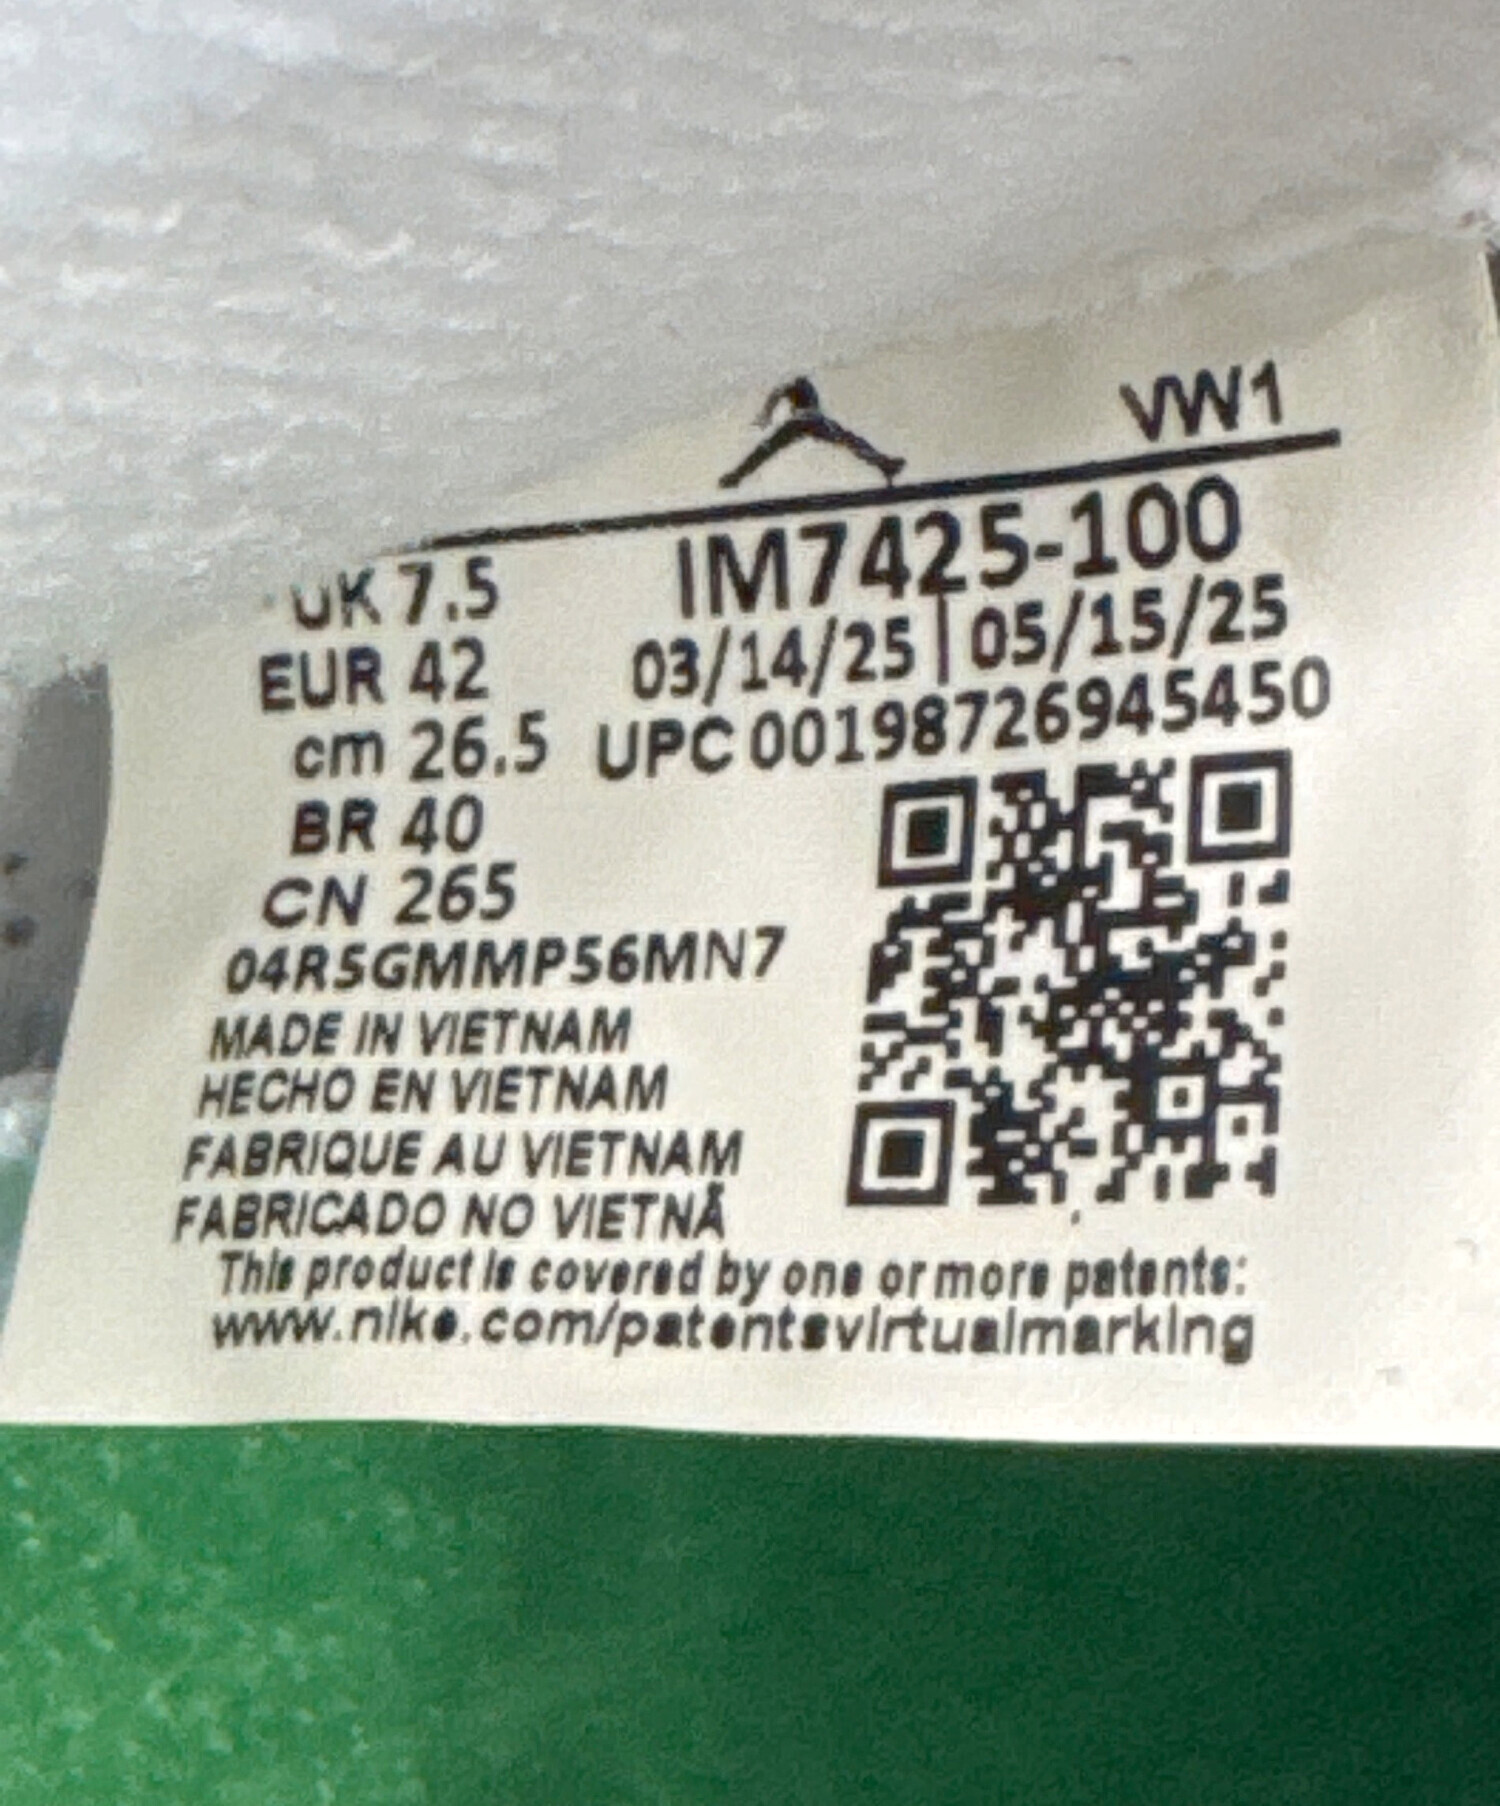 VW1
UK 7.5 IM7425-100
EUR 42 03/14/25 | 05/15/25
cm 26.5 UPC 00198726945450
BR 40
CN 265
04R5GMMP56MN7
MADE IN VIETNAM
HECHO EN VIETNAM
FABRIQUE AU VIETNAM
FABRICADO NO VIETNÃ
This product is covered by one or more patents:
www.nike.com/patentsvirtualmarking